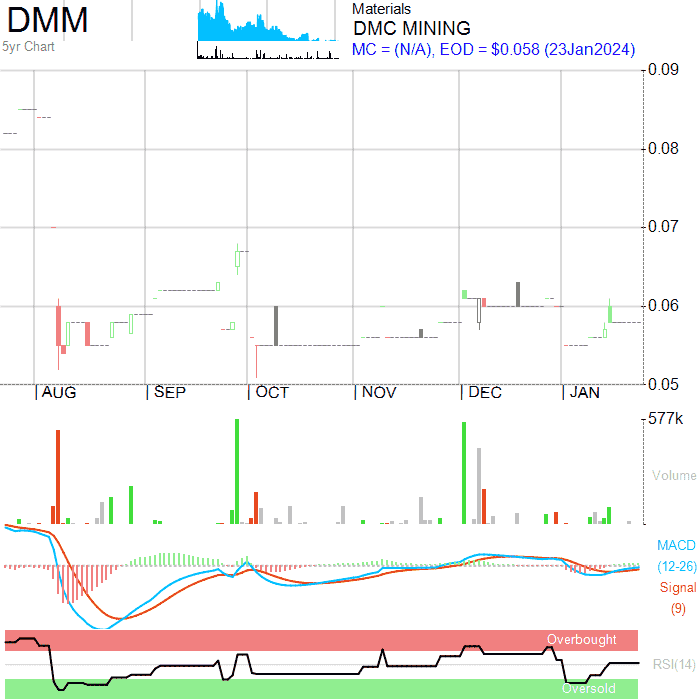 DMM
5yr Chart
Materials
DMC MINING
MC = (N/A), EOD = $0.058 (23Jan2024)
0.09
0.08
0.07
0.06
0.05
AUG SEP OCT NOV DEC JAN
577k
Volume
MACD
(12-26)
Signal
(9)
Overbought
RSI(14)
Oversold